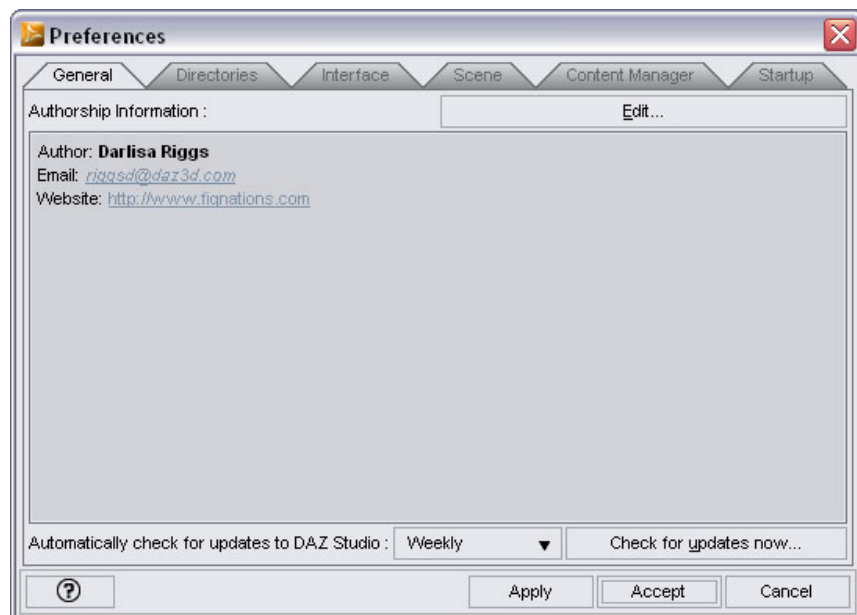 Preferences
General Directories Interface Scene Content Manager Startup
Authorship Information : Edit...
Author: Darlisa Riggs
Email: riggsd@daz3d.com
Website: http://www.fignations.com
Automatically check for updates to DAZ Studio : Weekly Check for updates now...
? Apply Accept Cancel